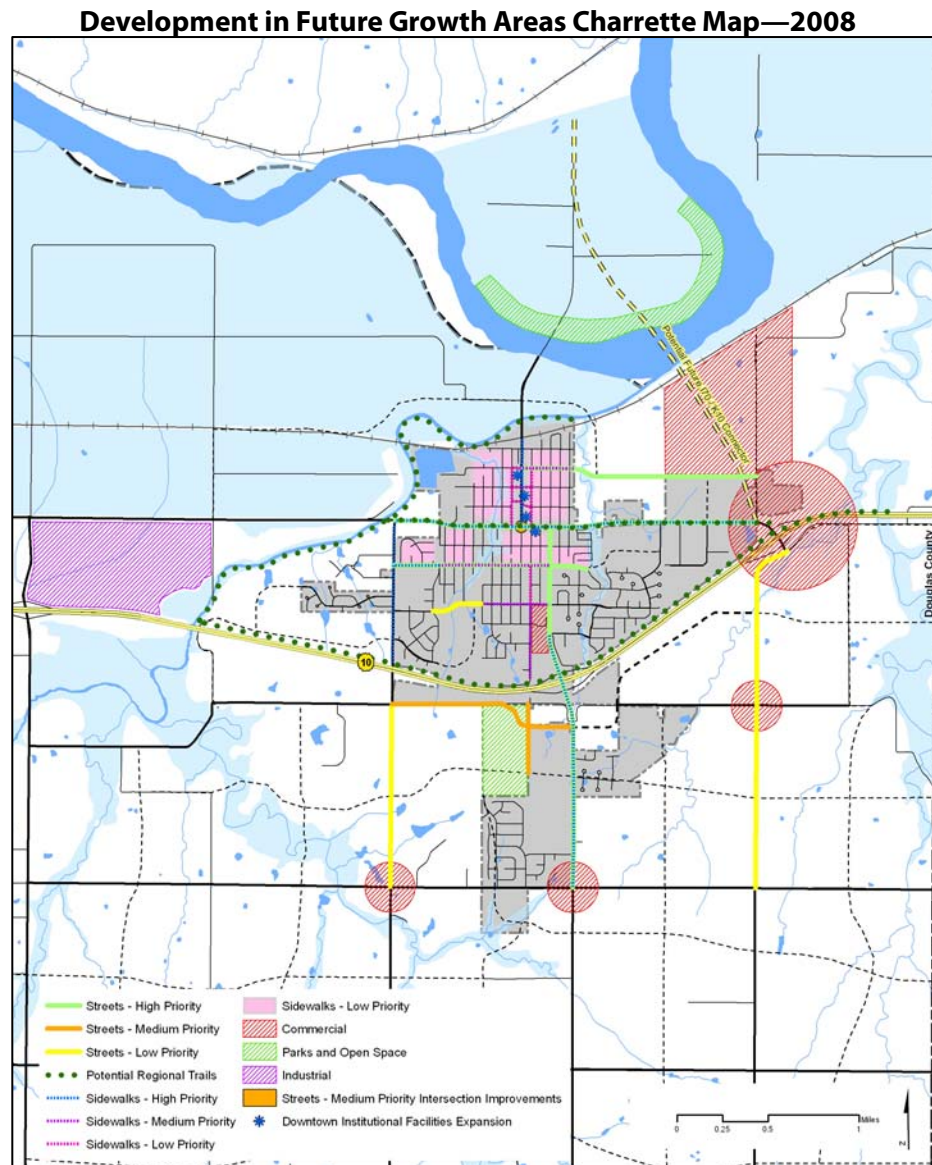 Development in Future Growth Areas Charrette Map—2008
Potential Future I70 / K10 Connector
Douglas County
10
Streets - High Priority
Streets - Medium Priority
Streets - Low Priority
Potential Regional Trails
Sidewalks - High Priority
Sidewalks - Medium Priority
Sidewalks - Low Priority
Sidewalks - Low Priority
Commercial
Parks and Open Space
Industrial
Streets - Medium Priority Intersection Improvements
Downtown Institutional Facilities Expansion
Miles
0 0.25 0.5 1
N